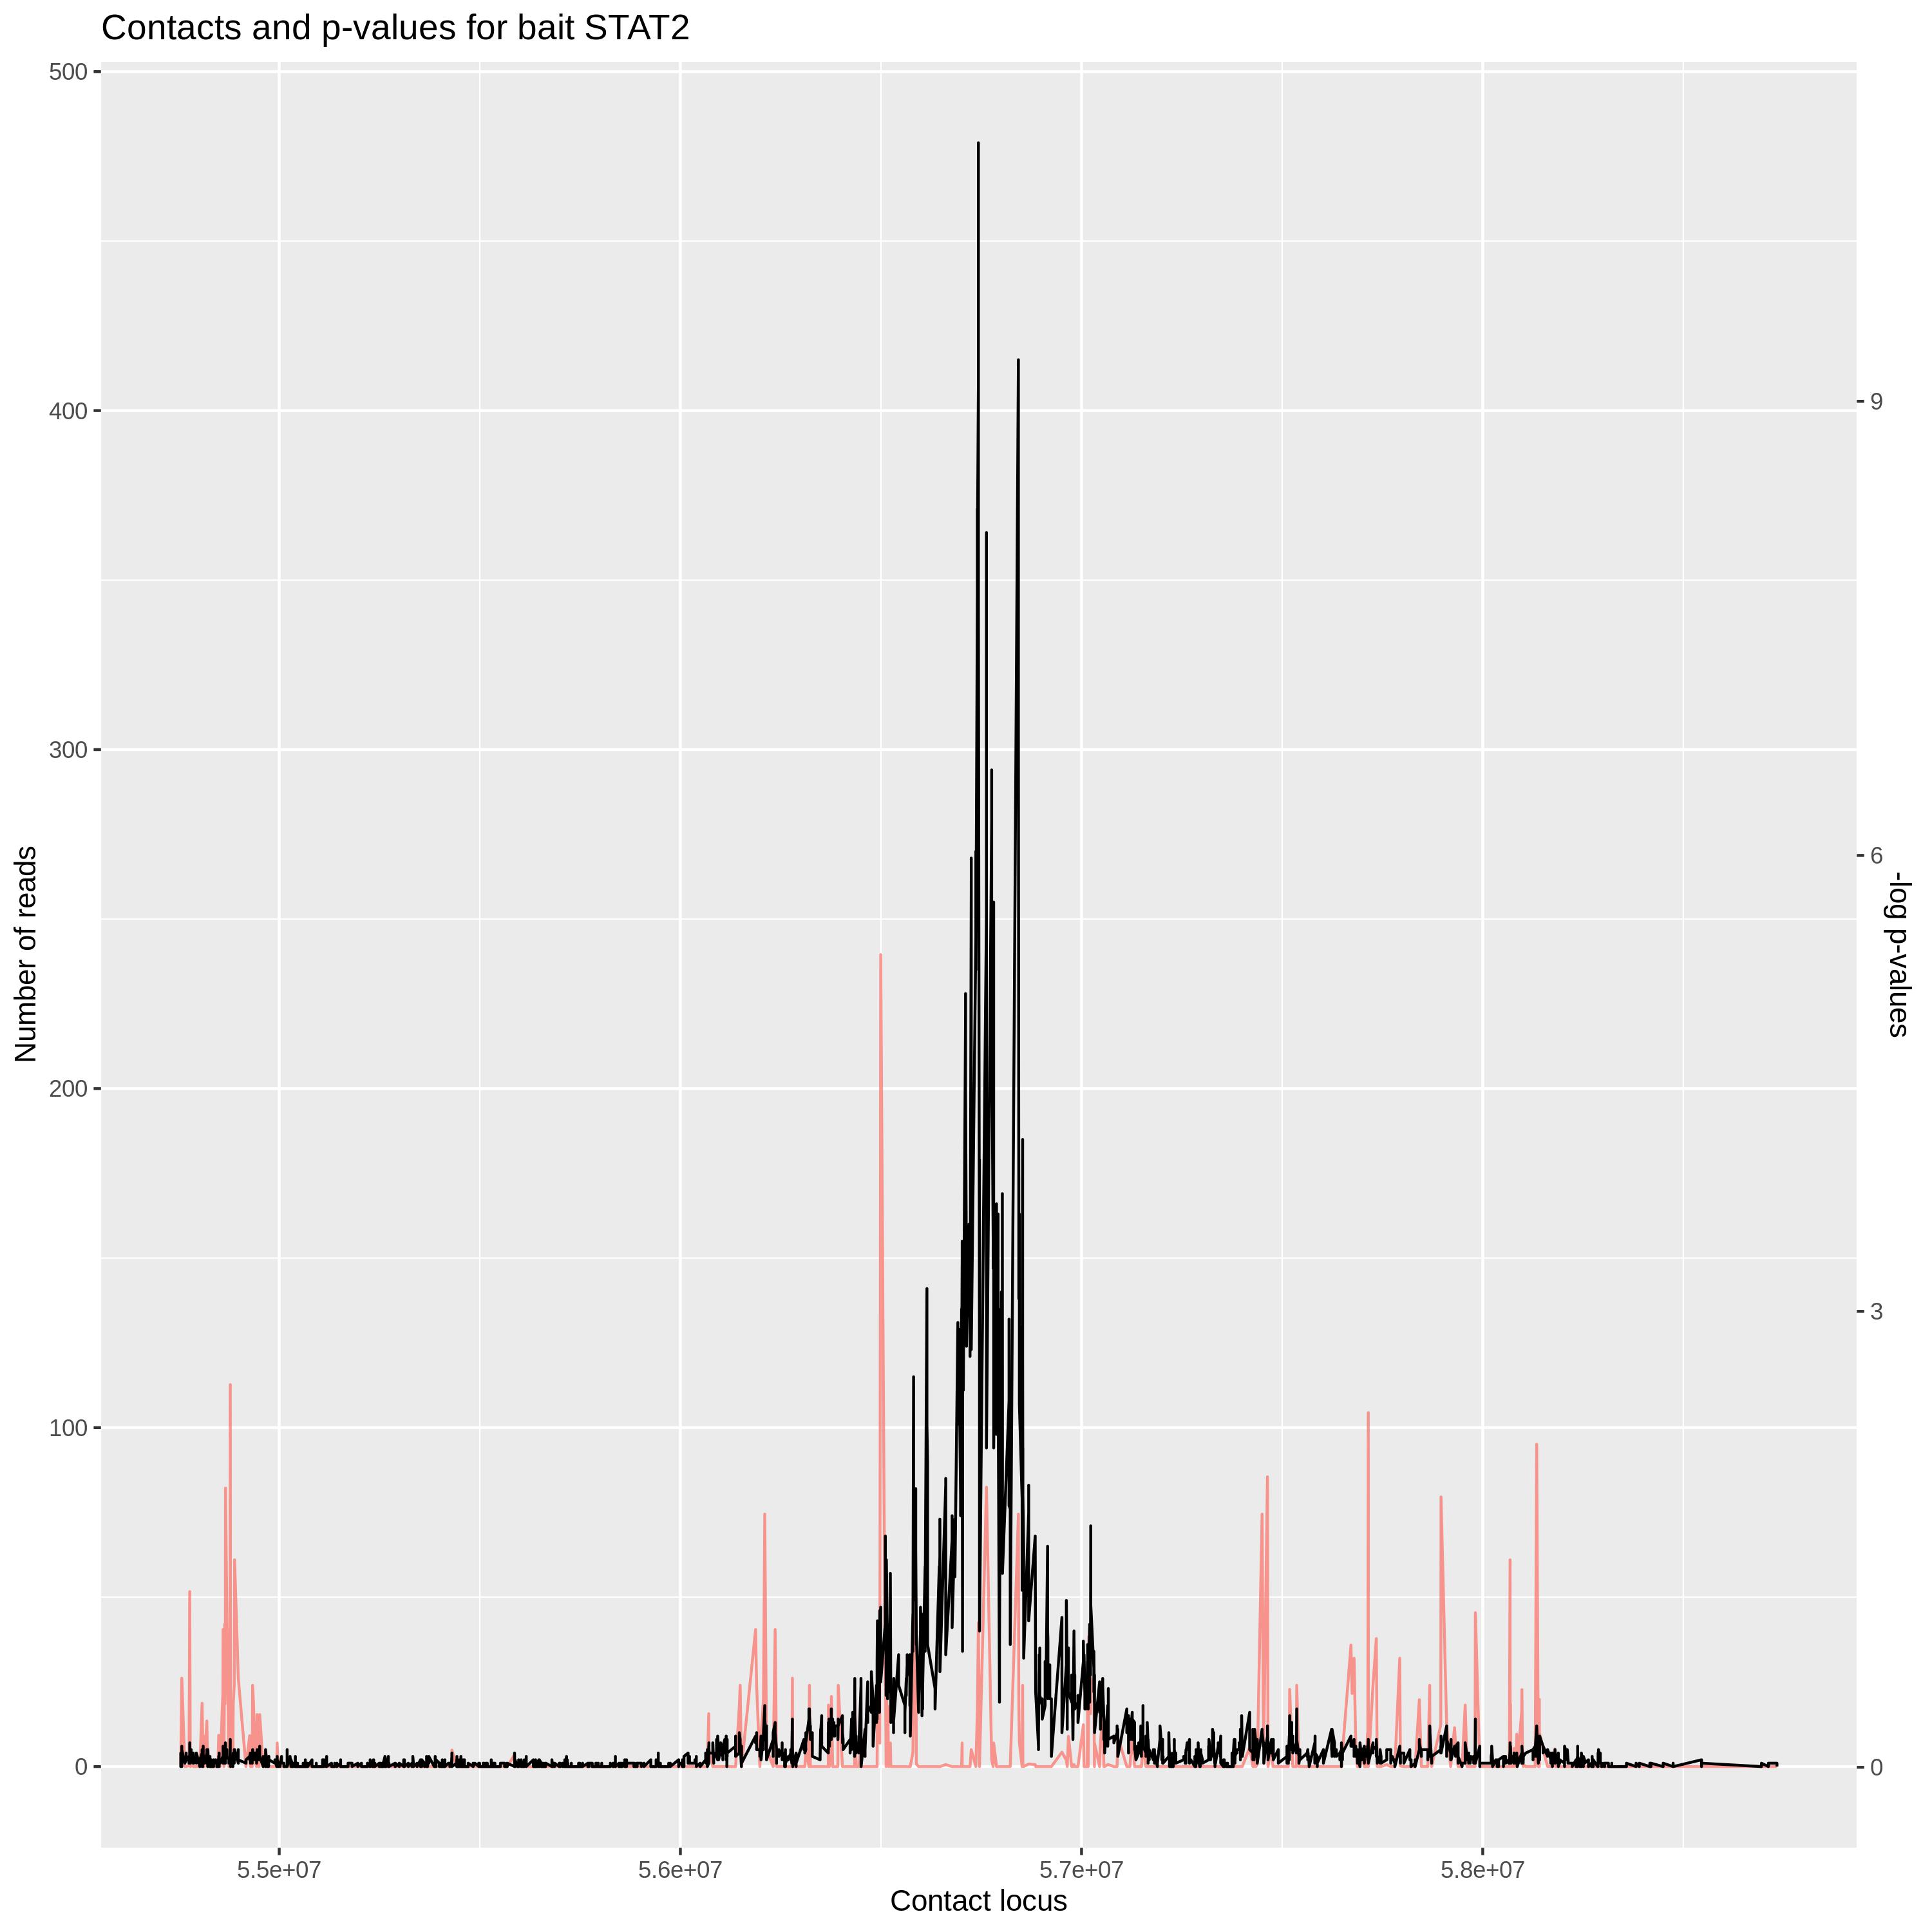 Contacts and p-values for bait STAT2
500
400
300
200
100
0
Number of reads
9
6
3
0
-log p-values
5.5e+07
5.6e+07
5.7e+07
5.8e+07
Contact locus